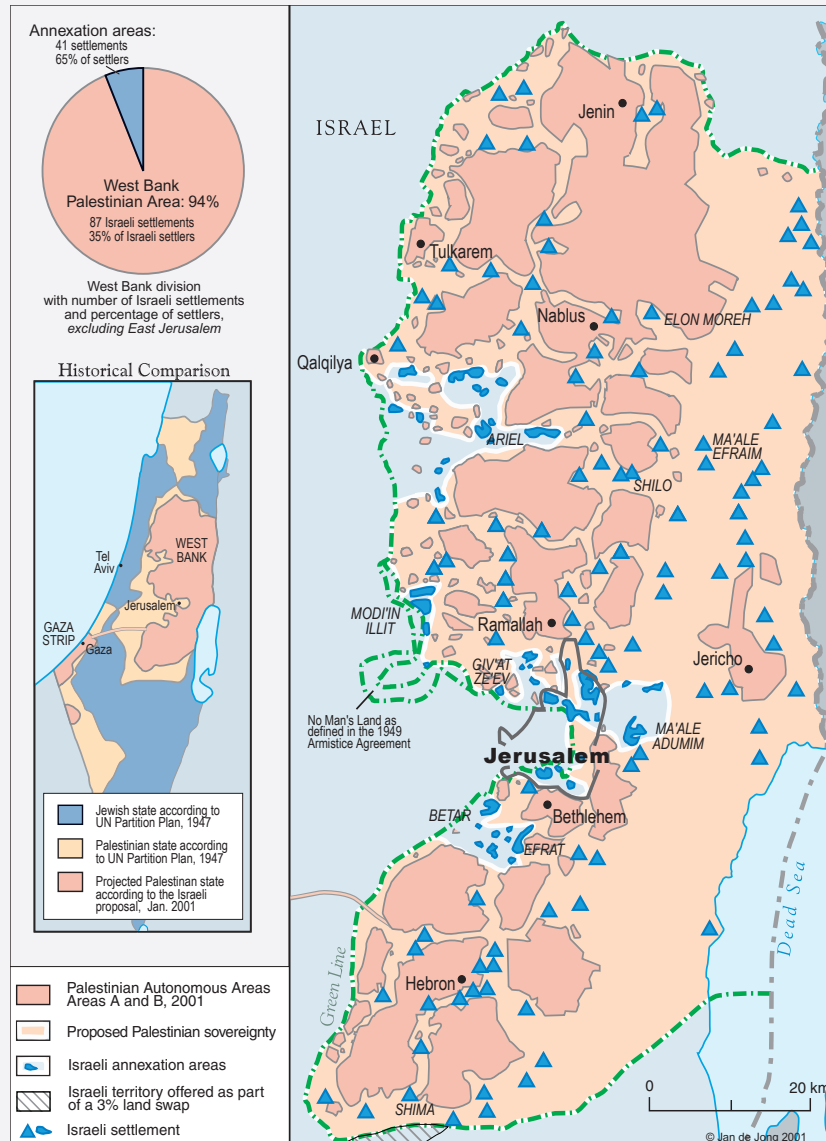 Annexation areas:
41 settlements
65% of settlers
West Bank
Palestinian Area: 94%
87 Israeli settlements
35% of Israeli settlers
West Bank division
with number of Israeli settlements
and percentage of settlers,
excluding East Jerusalem
Historical Comparison
WEST
BANK
Tel
Aviv
Jerusalem
GAZA
STRIP
Gaza
Jewish state according to
UN Partition Plan, 1947
Palestinian state according
to UN Partition Plan, 1947
Projected Palestinan state
according to the Israeli
proposal, Jan. 2001
Palestinian Autonomous Areas
Areas A and B, 2001
Proposed Palestinian sovereignty
Israeli annexation areas
Israeli territory offered as part
of a 3% land swap
Israeli settlement
ISRAEL
Jenin
Tulkarem
Nablus
ELON MOREH
Qalqilya
ARIEL
MA'ALE
EFRAIM
SHILO
MODI'IN
ILLIT
Ramallah
GIV'AT
ZE'EV
Jericho
No Man's Land as
defined in the 1949
Armistice Agreement
MA'ALE
ADUMIM
Jerusalem
BETAR
Bethlehem
EFRAT
Dead Sea
Green Line
Hebron
SHIMA
0 20 km
© Jan de Jong 2001